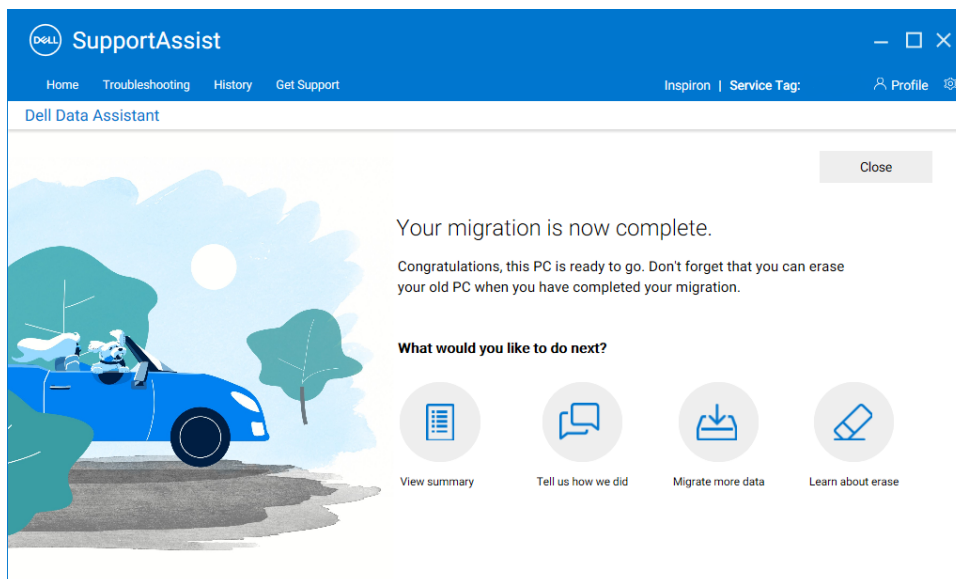 DELL SupportAssist
Home Troubleshooting History Get Support Inspiron | Service Tag: Profile
Dell Data Assistant
Close
Your migration is now complete.
Congratulations, this PC is ready to go. Don't forget that you can erase
your old PC when you have completed your migration.
What would you like to do next?
View summary Tell us how we did Migrate more data Learn about erase